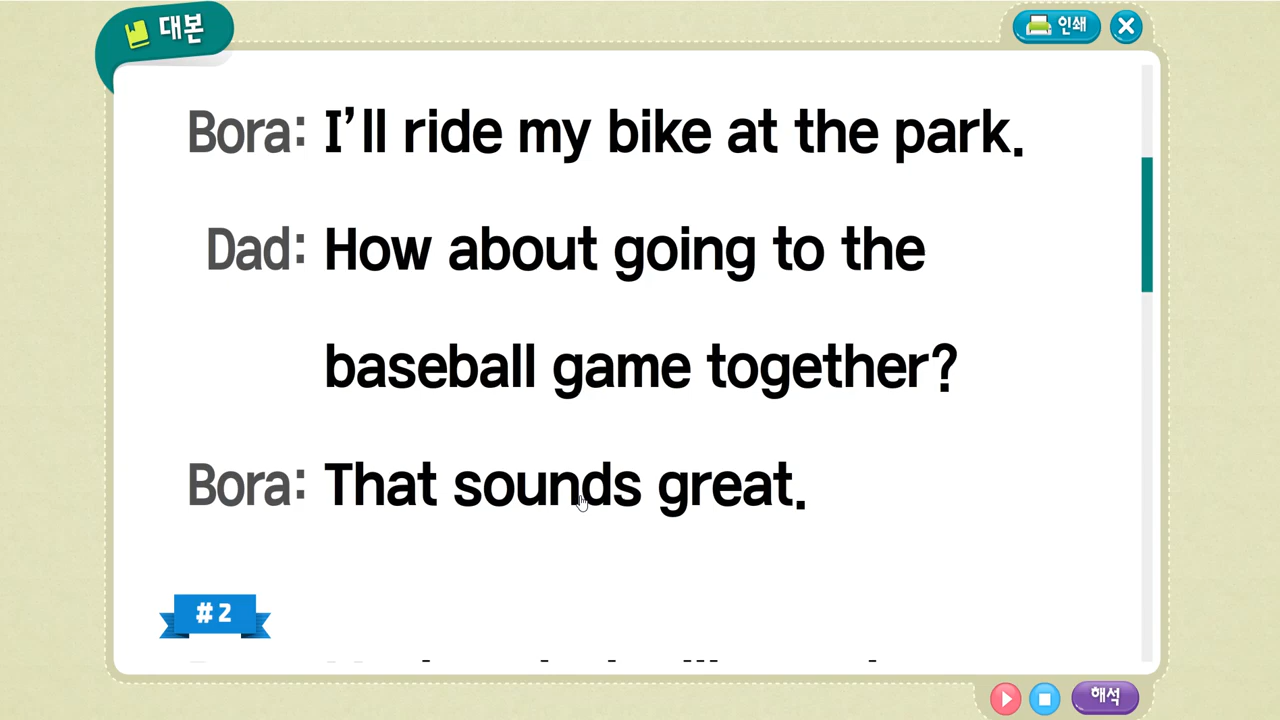 대본
인쇄
Bora: I’ll ride my bike at the park.
Dad: How about going to the
baseball game together?
Bora: That sounds great.
#2
해석